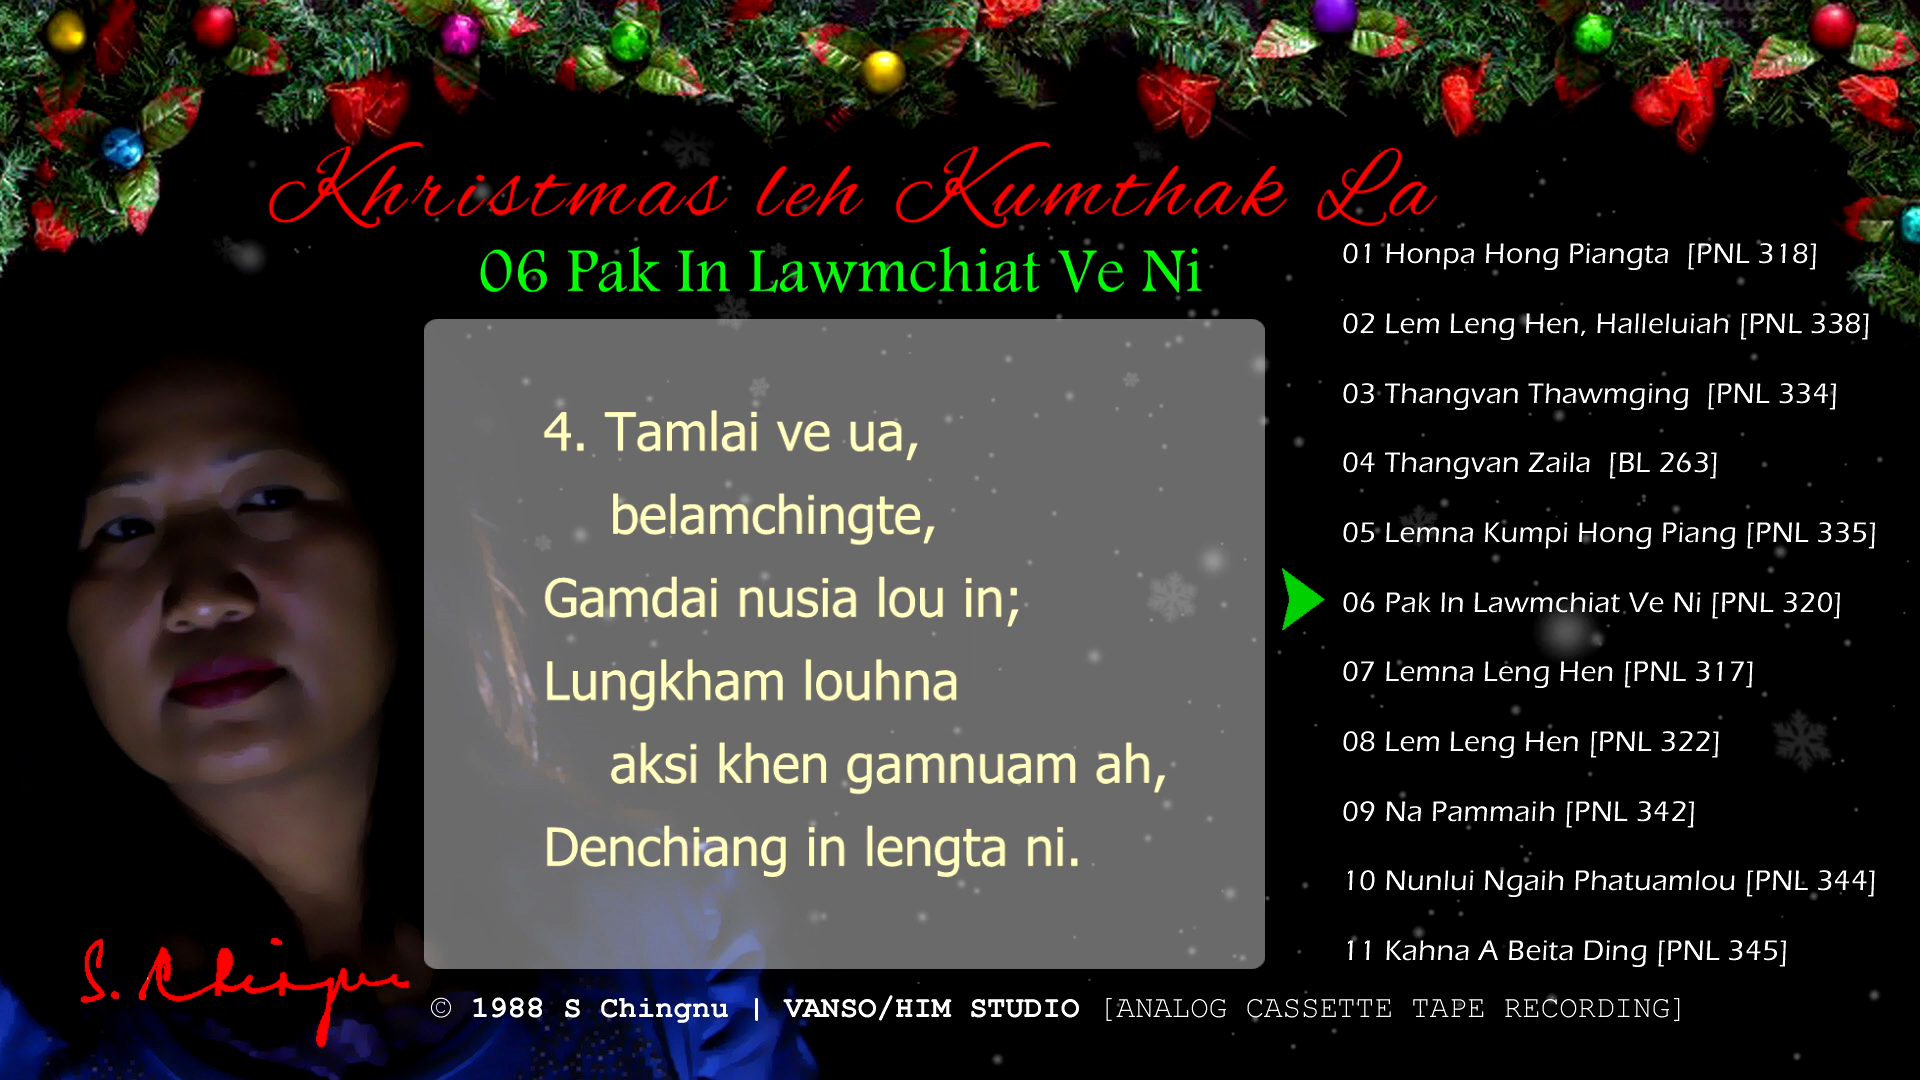 Khristmas leh Kumthak La
06 Pak In Lawmchiat Ve Ni
4. Tamlai ve ua,
belamchingte,
Gamdai nusia lou in;
Lungkham louhna
aksi khen gamnuam ah,
Denchiang in lengta ni.
01 Honpa Hong Piangta [PNL 318]
02 Lem Leng Hen, Halleluiah [PNL 338]
03 Thangvan Thawmging [PNL 334]
04 Thangvan Zaila [BL 263]
05 Lemna Kumpi Hong Piang [PNL 335]
06 Pak In Lawmchiat Ve Ni [PNL 320]
07 Lemna Leng Hen [PNL 317]
08 Lem Leng Hen [PNL 322]
09 Na Pammaih [PNL 342]
10 Nunlui Ngaih Phatuamlou [PNL 344]
11 Kahna A Beita Ding [PNL 345]
S. Chingnu
© 1988 S Chingnu | VANSO/HIM STUDIO [ANALOG CASSETTE TAPE RECORDING]